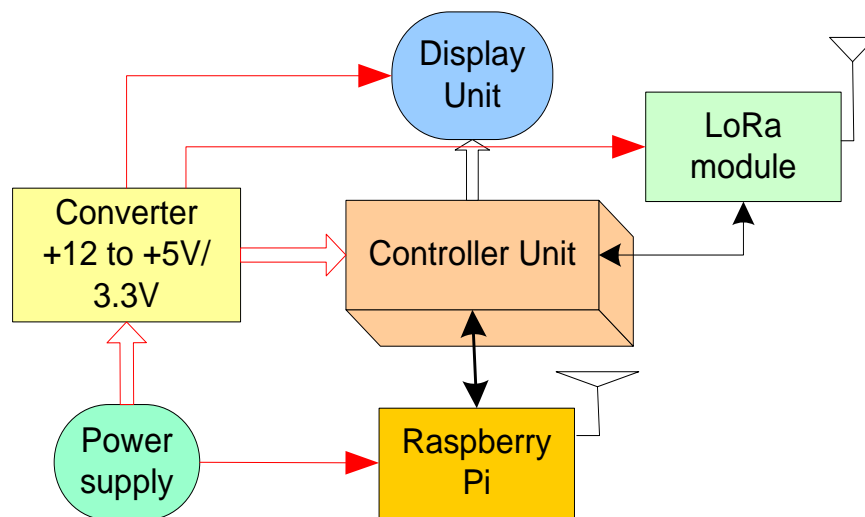 Display
Unit
LoRa
module
Converter
+12 to +5V/
3.3V
Controller Unit
Power
supply
Raspberry
Pi